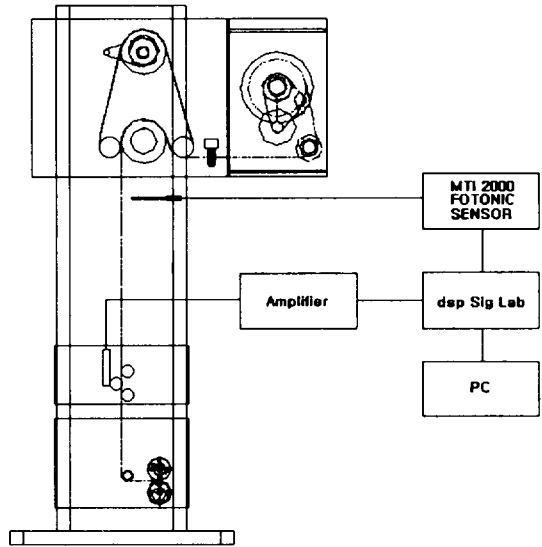 MTI 2000
FOTONIC
SENSOR
Amplifier
dsp Sig Lab
PC